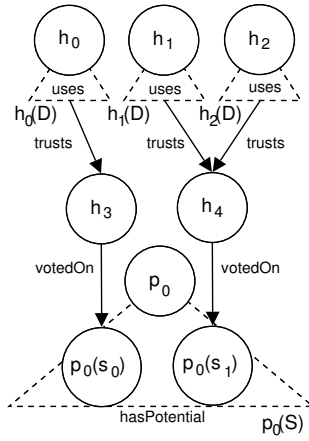 h0 h1 h2
uses uses uses
h0(D) h1(D) h2(D)
trusts trusts trusts
h3 h4
votedOn votedOn
p0
p0(s0) p0(s1)
hasPotential
p0(S)